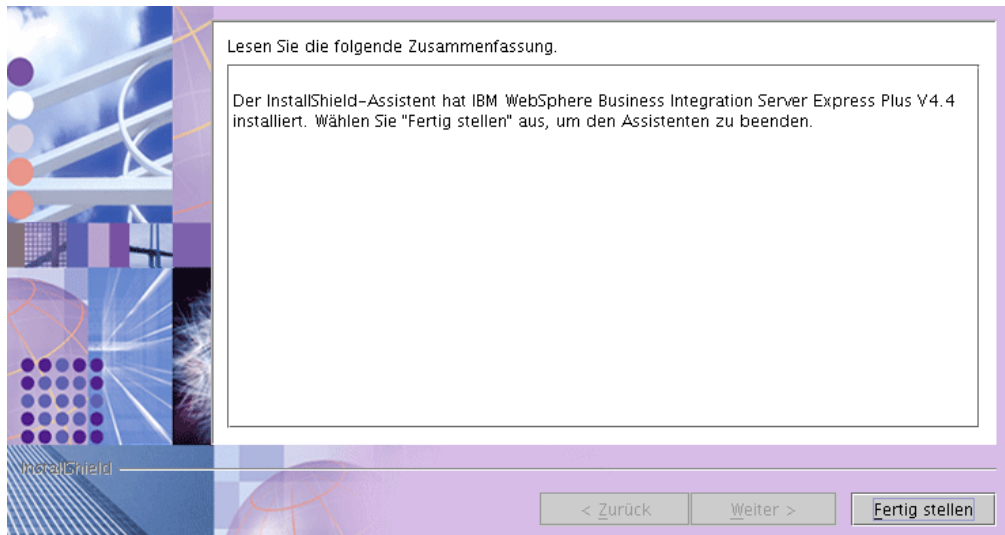 Lesen Sie die folgende Zusammenfassung.
Der InstallShield-Assistent hat IBM WebSphere Business Integration Server Express Plus V4.4
installiert. Wählen Sie "Fertig stellen" aus, um den Assistenten zu beenden.
InstallShield
< Zurück
Weiter >
Fertig stellen